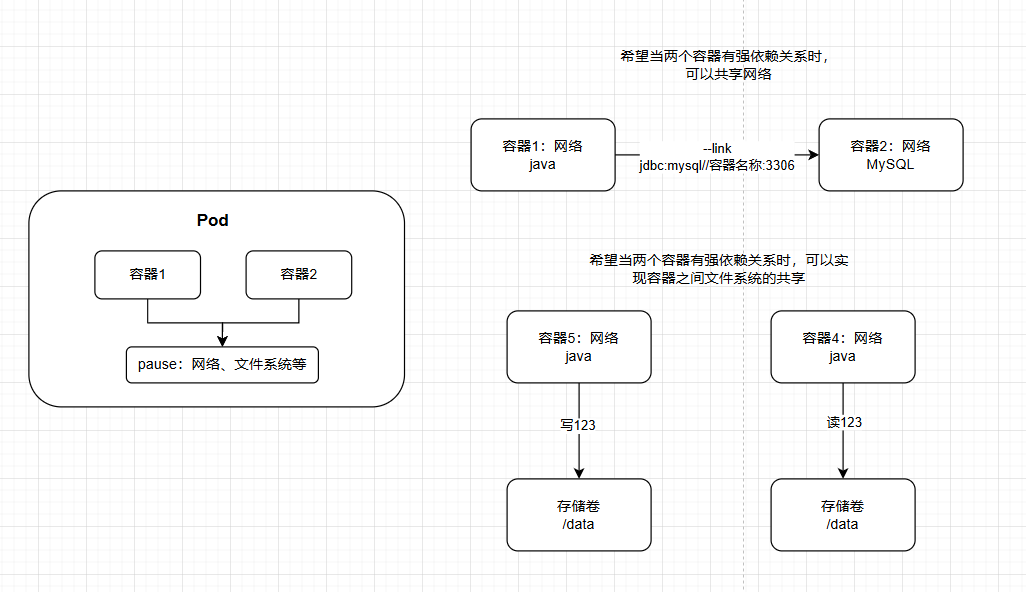 Pod
容器1
容器2
pause：网络、文件系统等
希望当两个容器有强依赖关系时，
可以共享网络
容器1：网络
java
--link
jdbc:mysql//容器名称:3306
容器2：网络
MySQL
希望当两个容器有强依赖关系时，可以实
现容器之间文件系统的共享
容器5：网络
java
容器4：网络
java
写123
读123
存储卷
/data
存储卷
/data